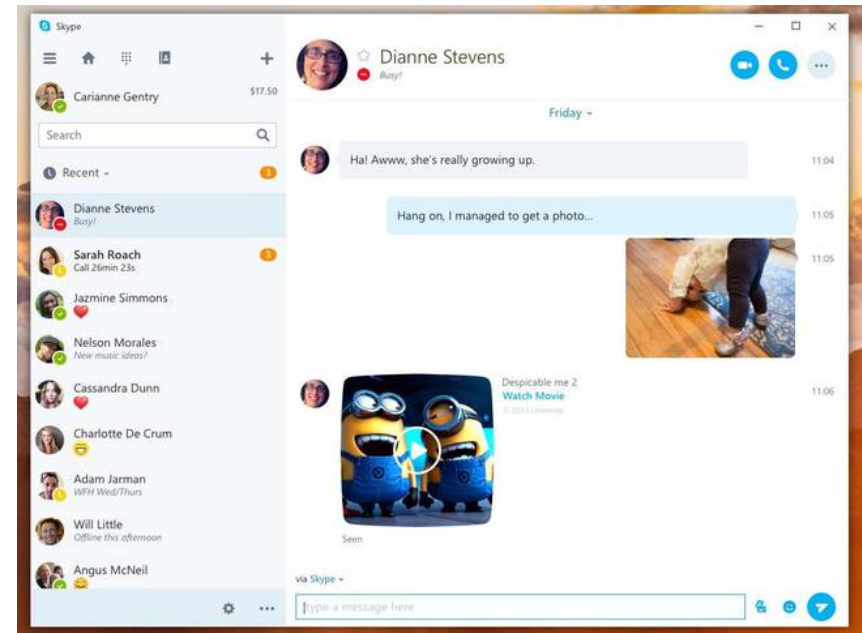 Skype
Carianne Gentry
$17.50
Search
Recent
3
Dianne Stevens
Busy!
Sarah Roach
3
Call 26min 23s
Jazmine Simmons
Nelson Morales
New music ideas?
Cassandra Dunn
Charlotte De Crum
Adam Jarman
WFH Wed/Thurs
Will Little
Offline this afternoon
Angus McNeil
Dianne Stevens
Busy!
Friday
Ha! Awww, she's really growing up.
11:04
Hang on, I managed to get a photo...
11:05
11:05
Despicable me 2
Watch Movie
© 2013 Universal
11:06
Seen
via Skype
type a message here